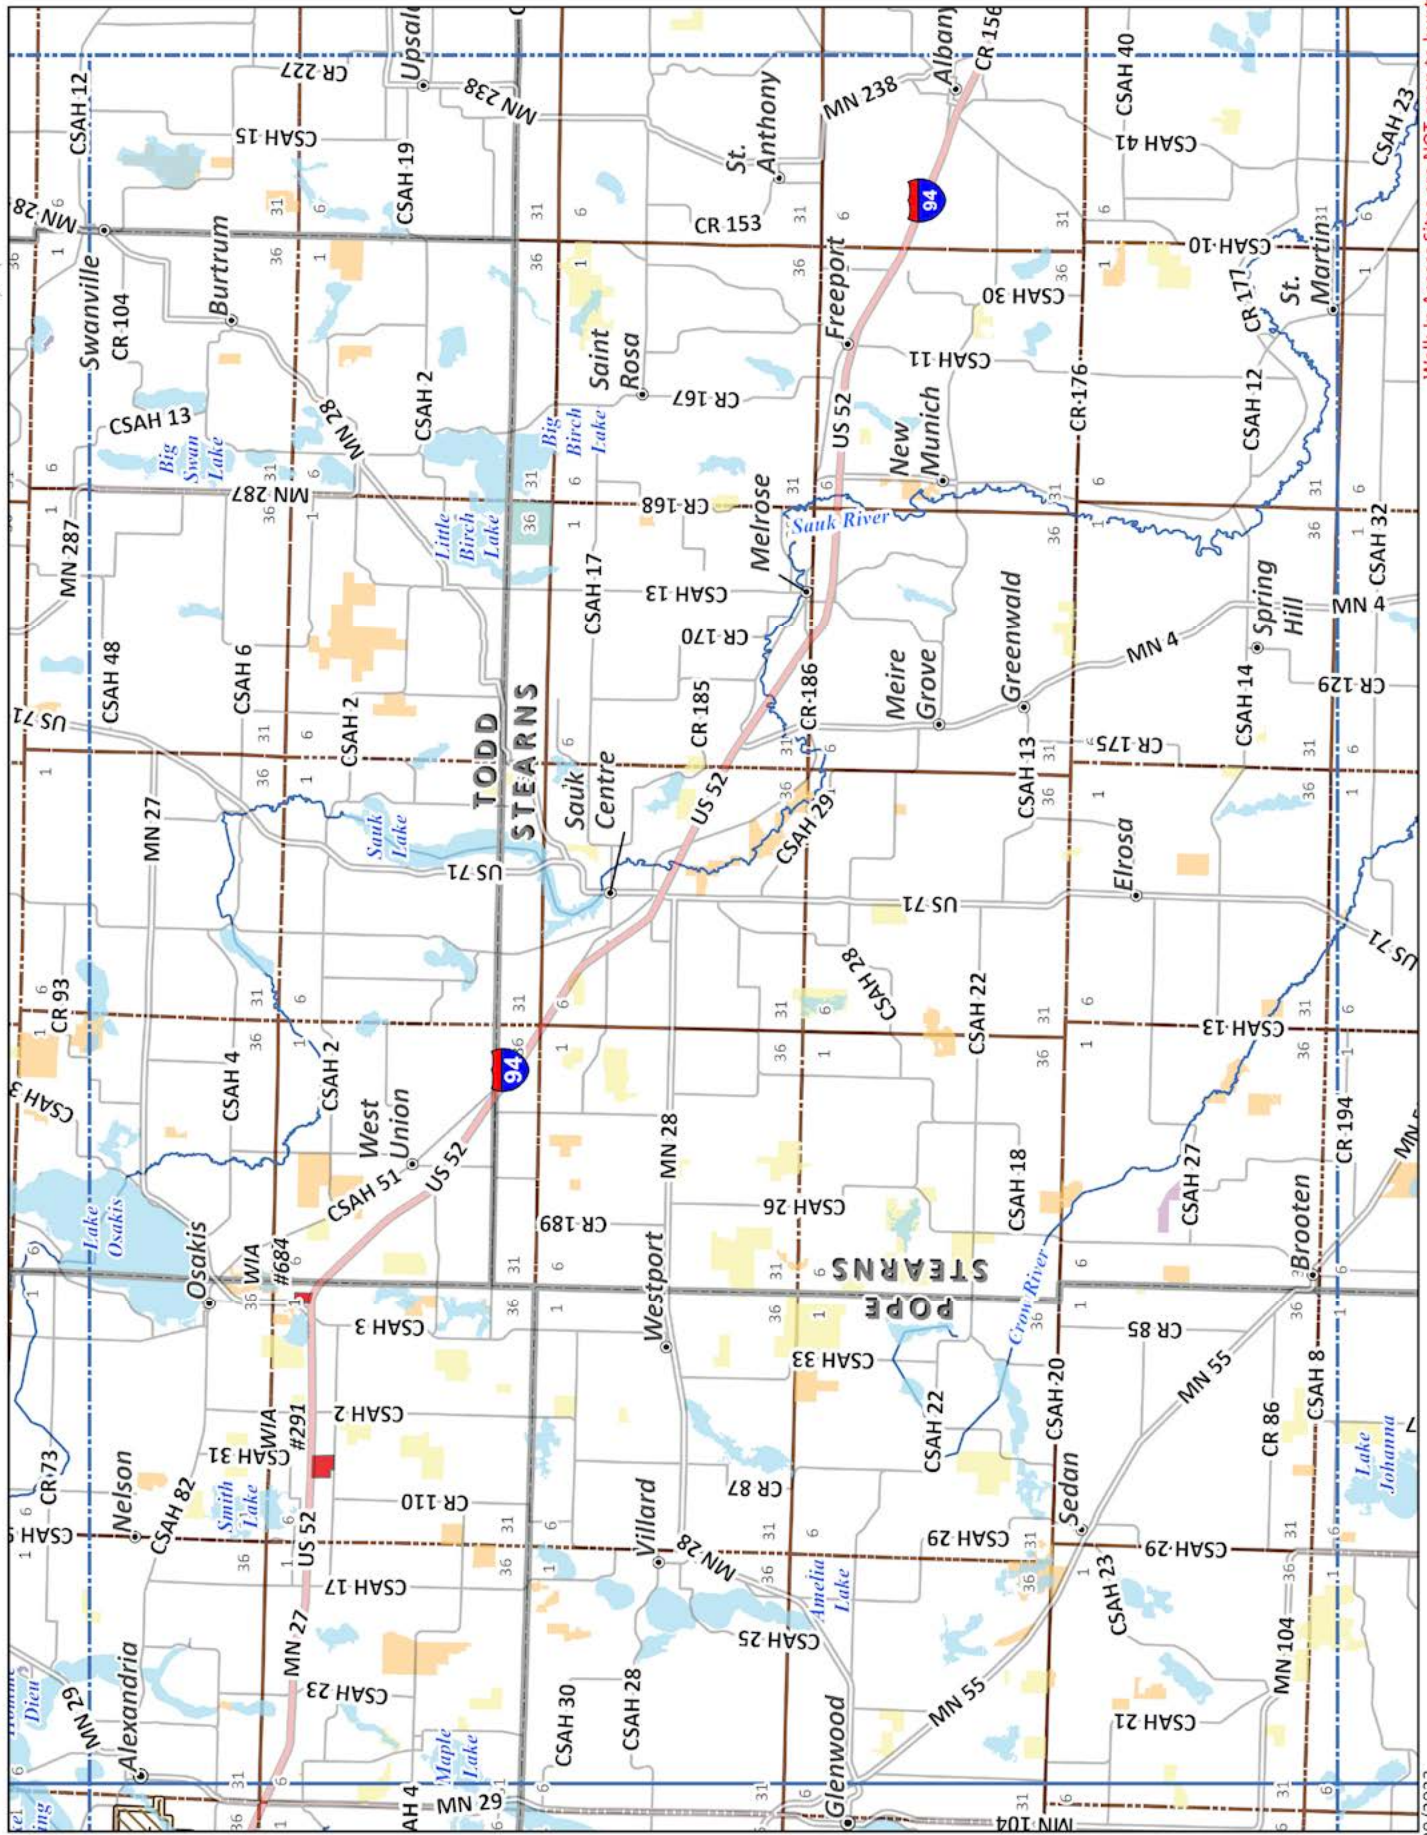 Upsala
Albany
CR 156
CSAH 12
CR 227
MN 238
CSAH 40
CSAH 15
CSAH 19
MN 238
CSAH 41
CSAH 23
St.
Anthony
94
MN 28
Swanville
CR 104
Burtrum
CR 153
Freeport
CSAH 30
CSAH 10
CR 177
St.
Martin
Saint
Rosa
CSAH 11
CSAH 13
CSAH 2
CR 167
US 52
CR 176
CSAH 12
Big
Swan
Lake
MN 28
Big
Birch
Lake
New
Munich
MN 287
CR 168
Melrose
Sauk River
MN 287
Little
Birch
Lake
CSAH 17
CSAH 13
CSAH 32
CR 170
Greenwald
Spring
Hill
MN 4
MN 4
CSAH 48
CSAH 6
CSAH 2
CR 185
CR 186
Meire
Grove
CSAH 14
CR 129
US 71
TODD
STEARNS
Sauk
Centre
US 52
CSAH 13
CR 175
MN 27
Sauk
Lake
US 71
CSAH 29
Elrosa
US 71
US 71
CR 93
CSAH 28
CSAH 22
CSAH 13
CSAH 3
CSAH 4
CSAH 2
West
Union
94
MN 28
CR 194
CSAH 51
US 52
CSAH 18
CSAH 27
Lake
Osakis
Osakis
WIA
#684
CR 189
CSAH 26
Brooten
STEARNS
POPE
Crow River
CSAH 3
Westport
CSAH 33
CR 85
MN 55
CSAH 20
CSAH 8
CSAH 2
WIA
#291
CSAH 31
CSAH 22
CR 86
Lake
Johanna
CR 73
Nelson
CSAH 82
Smith
Lake
CR 110
CR 87
Sedan
US 52
Villard
MN 28
CSAH 29
CSAH 29
CSAH 17
Amelia
Lake
CSAH 23
MN 27
CSAH 25
MN 104
MN 29
Alexandria
CSAH 23
CSAH 30
CSAH 28
MN 55
CSAH 21
Dieu
Maple
Lake
Glenwood
MN 29
MN 104